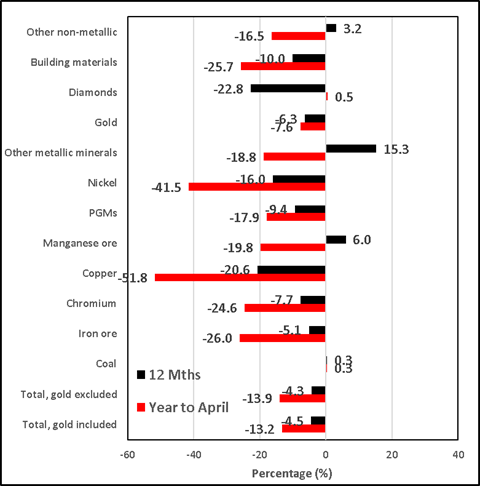 Other non-metallic
3.2
-16.5
Building materials
-10.0
-25.7
Diamonds
-22.8
0.5
Gold
-6.3
-7.6
Other metallic minerals
15.3
-18.8
Nickel
-16.0
-41.5
PGMs
-9.4
-17.9
Manganese ore
6.0
-19.8
Copper
-20.6
-51.8
Chromium
-7.7
-24.6
Iron ore
-5.1
-26.0
Coal
0.3
0.3
12 Mths
Total, gold excluded
-4.3
-13.9
Year to April
Total, gold included
-4.5
-13.2
-60 -40 -20 0 20 40
Percentage (%)